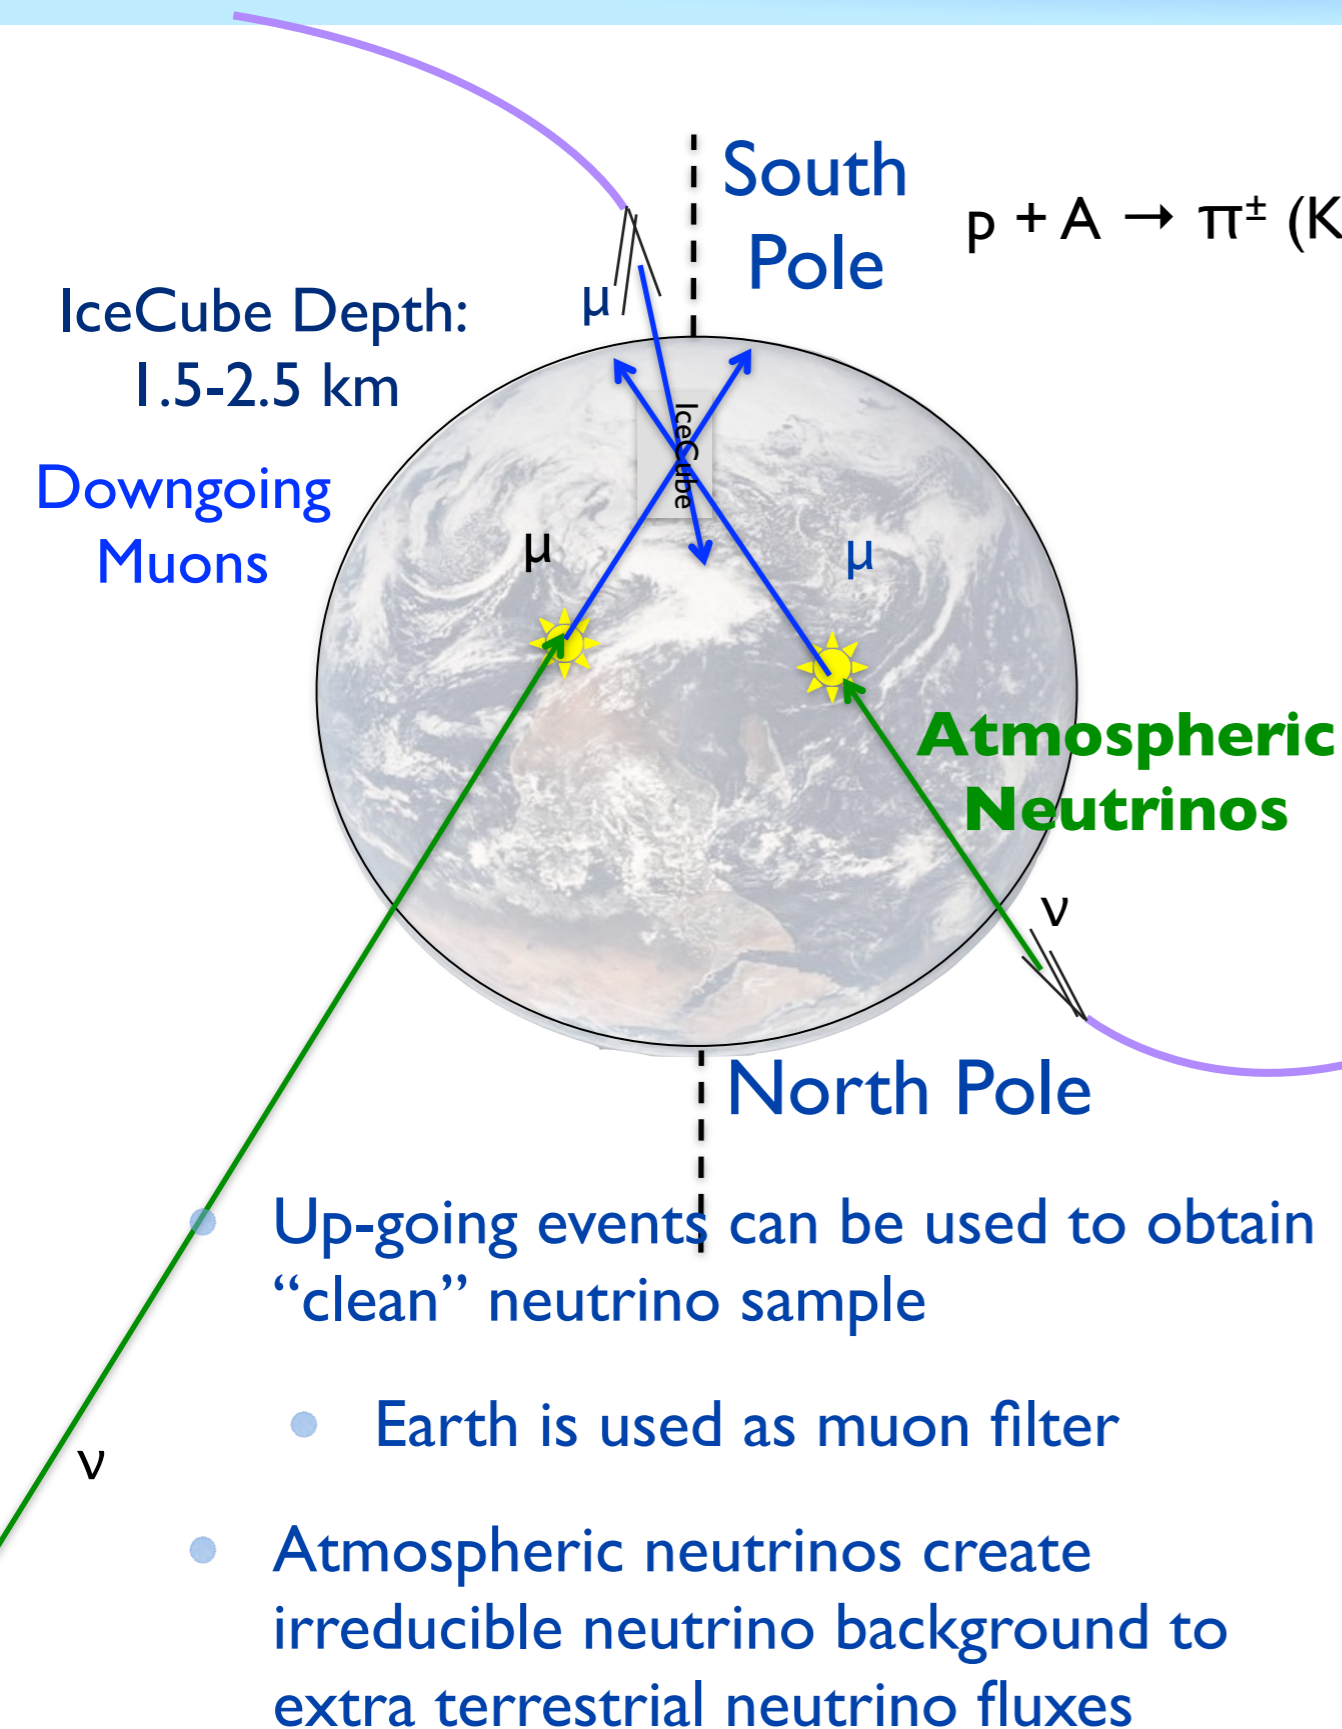 South
Pole
p + A → π± (K
μ
IceCube Depth:
1.5-2.5 km
IceCube
Downgoing
Muons
μ
μ
Atmospheric
Neutrinos
ν
North Pole
Up-going events can be used to obtain
“clean” neutrino sample
Earth is used as muon filter
ν
Atmospheric neutrinos create
irreducible neutrino background to
extra terrestrial neutrino fluxes